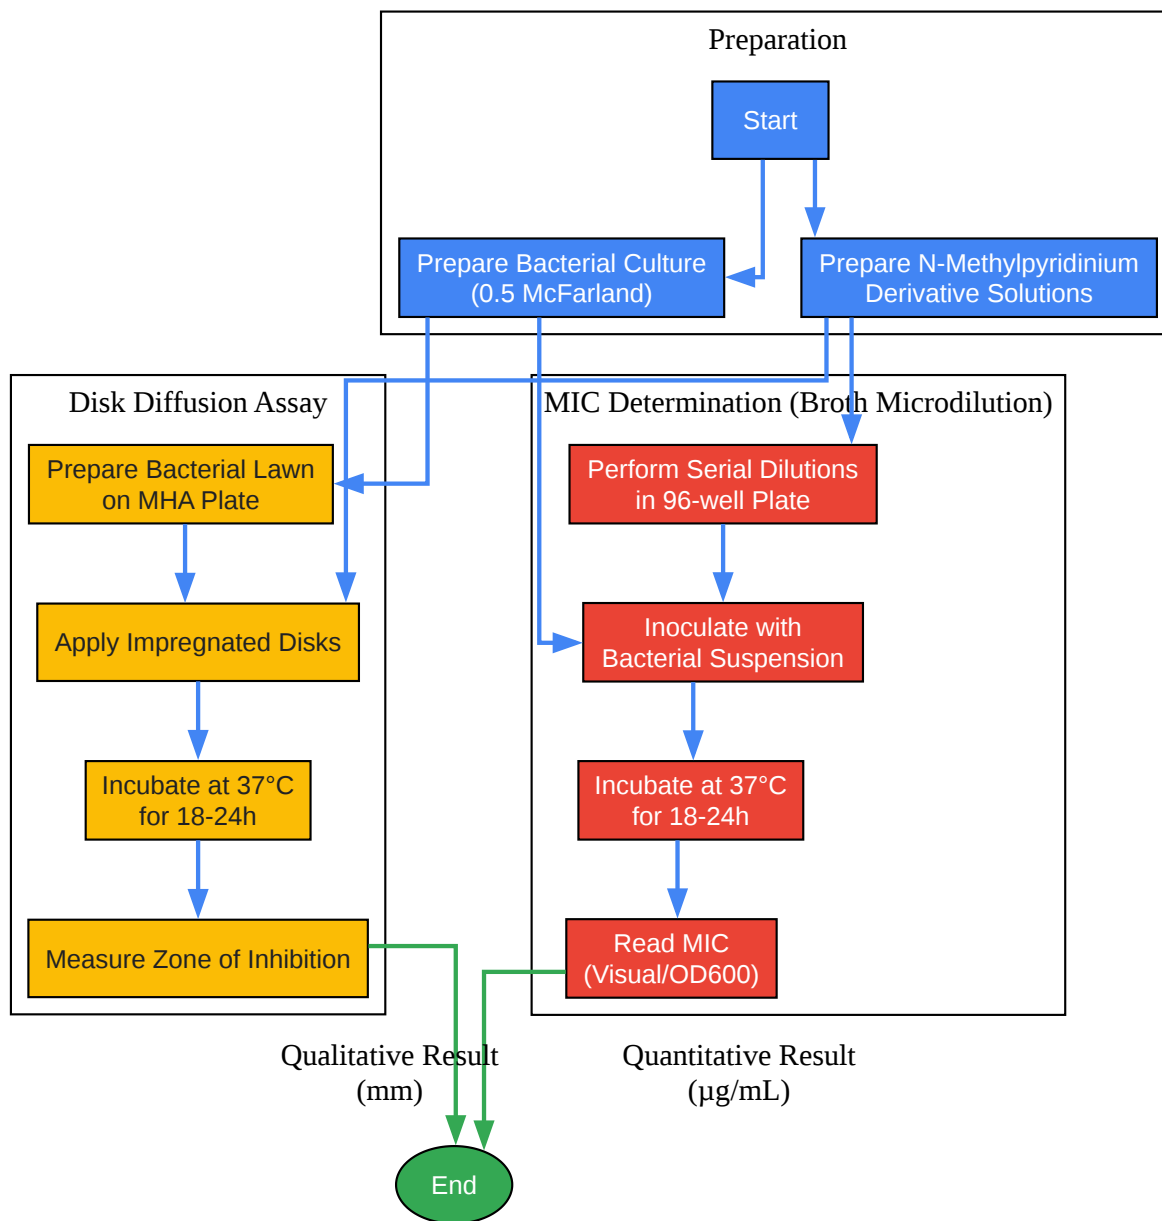 Preparation
Start
Prepare Bacterial Culture
(0.5 McFarland)
Prepare N-Methylpyridinium
Derivative Solutions
Disk Diffusion Assay
Prepare Bacterial Lawn
on MHA Plate
Apply Impregnated Disks
Incubate at 37°C
for 18-24h
Measure Zone of Inhibition
MIC Determination (Broth Microdilution)
Perform Serial Dilutions
in 96-well Plate
Inoculate with
Bacterial Suspension
Incubate at 37°C
for 18-24h
Read MIC
(Visual/OD600)
Qualitative Result
(mm)
Quantitative Result
(µg/mL)
End